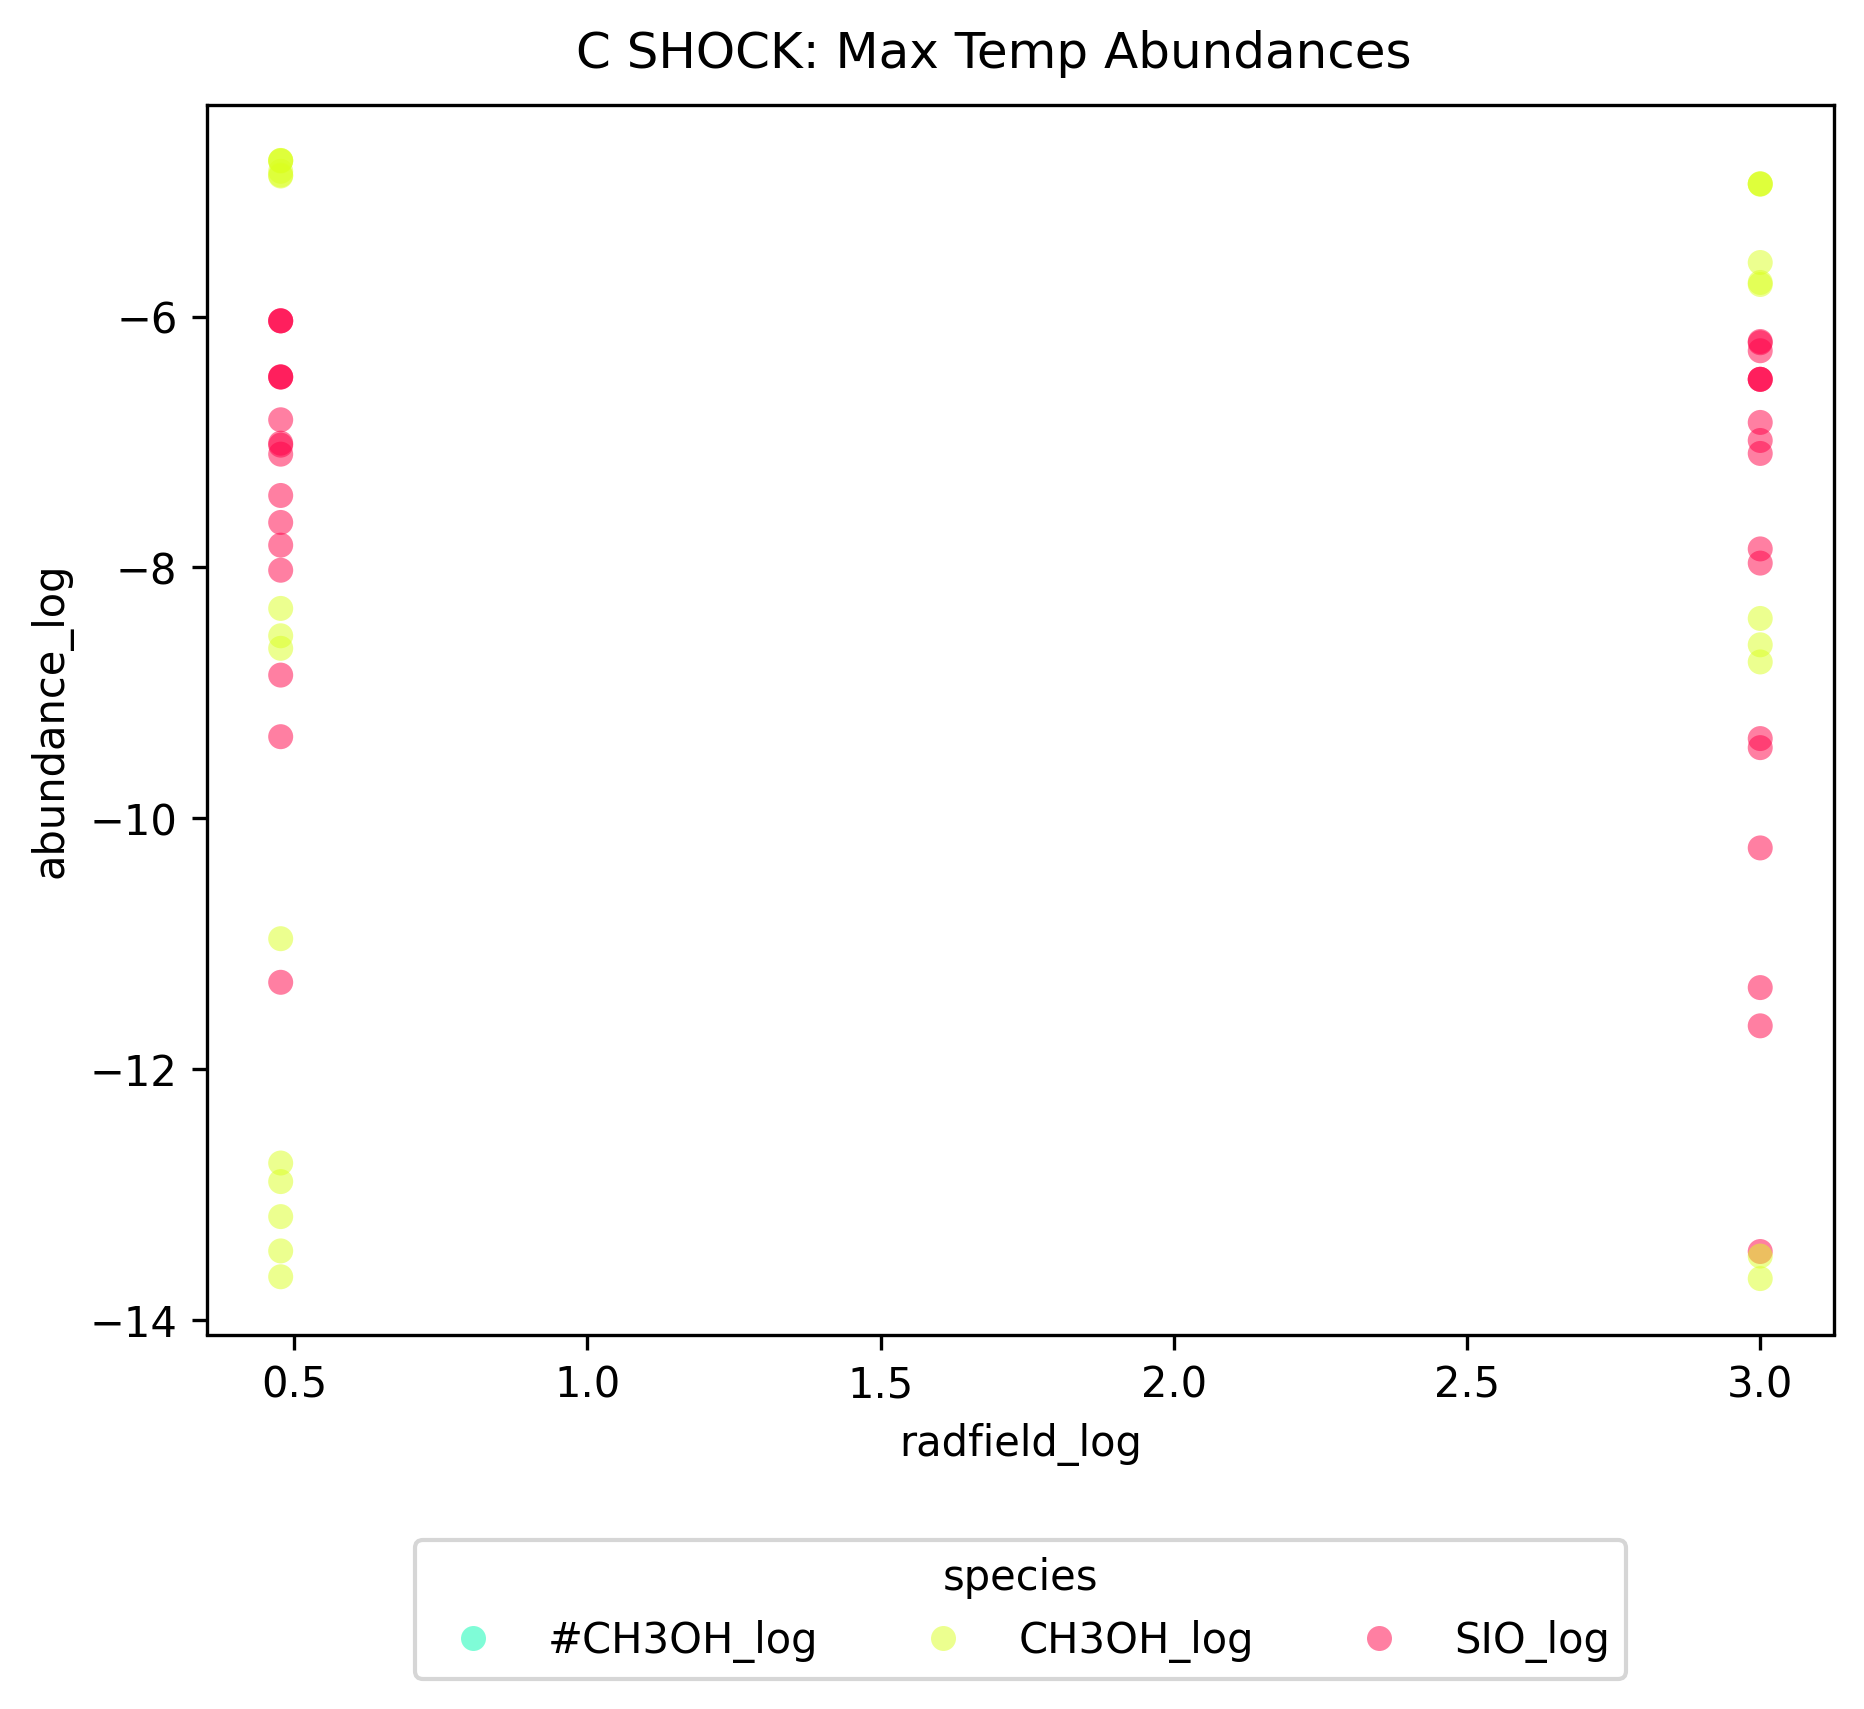 C SHOCK: Max Temp Abundances
abundance_log
−6
−8
−10
−12
−14
0.5 1.0 1.5 2.0 2.5 3.0
radfield_log
species
#CH3OH_log CH3OH_log SIO_log